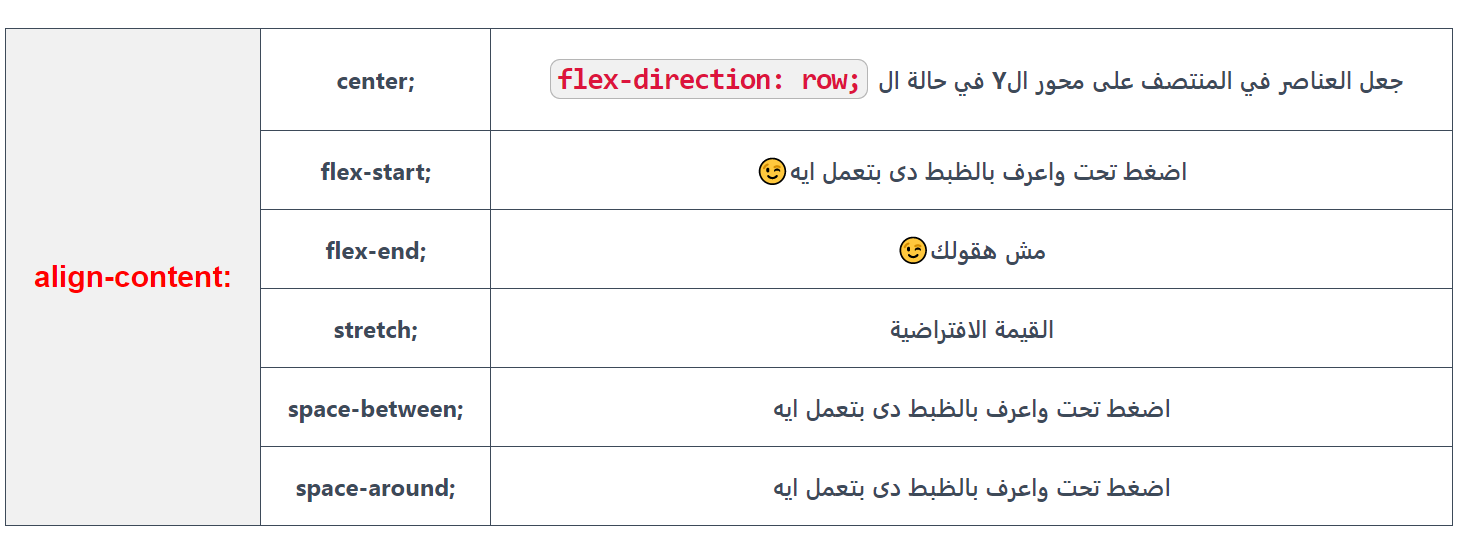 center;
جعل العناصر في المنتصف على محور الY في حالة ال flex-direction: row;
flex-start;
اضغط تحت واعرف بالظبط دى بتعمل ايه😉
flex-end;
مش هقولك😉
align-content:
stretch;
القيمة الافتراضية
space-between;
اضغط تحت واعرف بالظبط دى بتعمل ايه
space-around;
اضغط تحت واعرف بالظبط دى بتعمل ايه